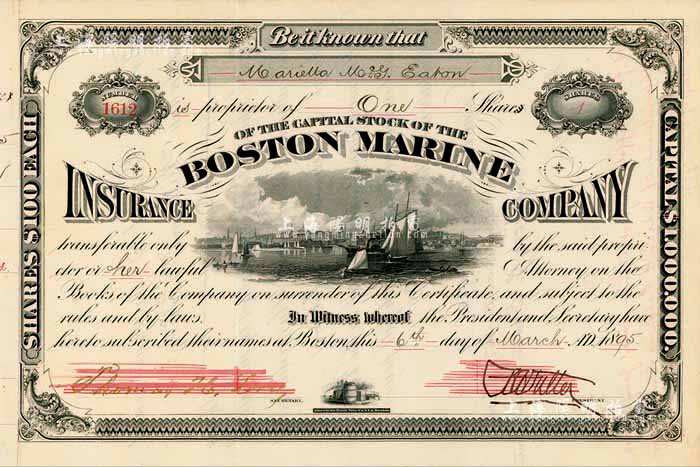 Be it known that
Marietta McG. Eaton
NUMBER
1612
SHARES
1
is proprietor of One Shares
OF THE CAPITAL STOCK OF THE
BOSTON MARINE
INSURANCE COMPANY
transferable only by the said propri-
etor or her lawful Attorney on the
Books of the Company on surrender of this Certificate, and subject to the
rules and by laws. In Witness whereof the President and Secretary have
hereto subscribed their names at Boston, this 6th day of March A.D. 1895
SECRETARY.
R B Fuller
PRESIDENT.
SHARES $100 EACH
CAPITAL $1,000,000.